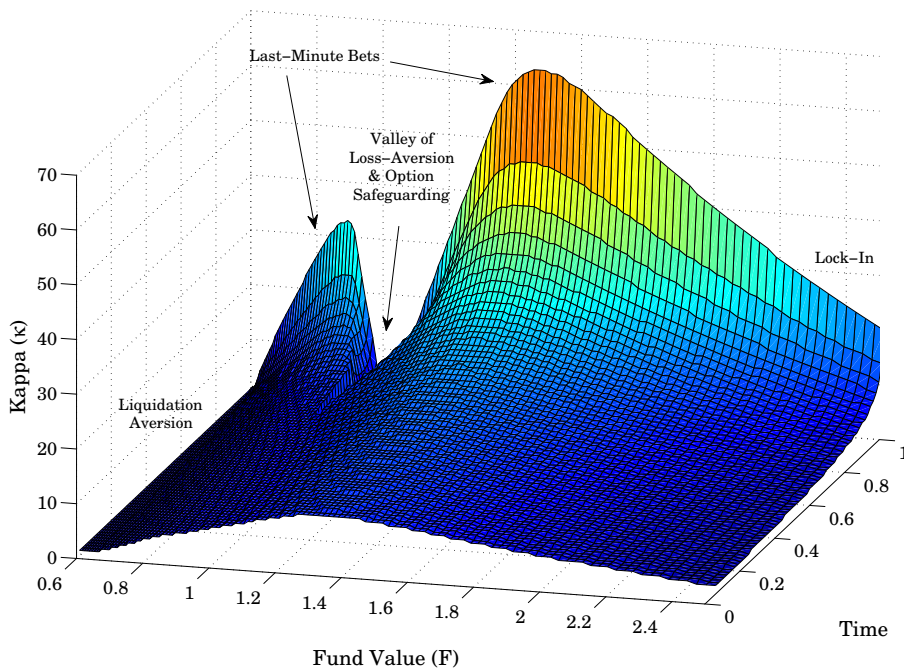 Last−Minute Bets
Valley of
Loss−Aversion
& Option
Safeguarding
Lock−In
Liquidation
Aversion
Kappa (κ)
70
60
50
40
30
20
10
0
0.6
0.8
1
1.2
1.4
1.6
1.8
2
2.2
2.4
Fund Value (F)
0
0.2
0.4
0.6
0.8
1
Time